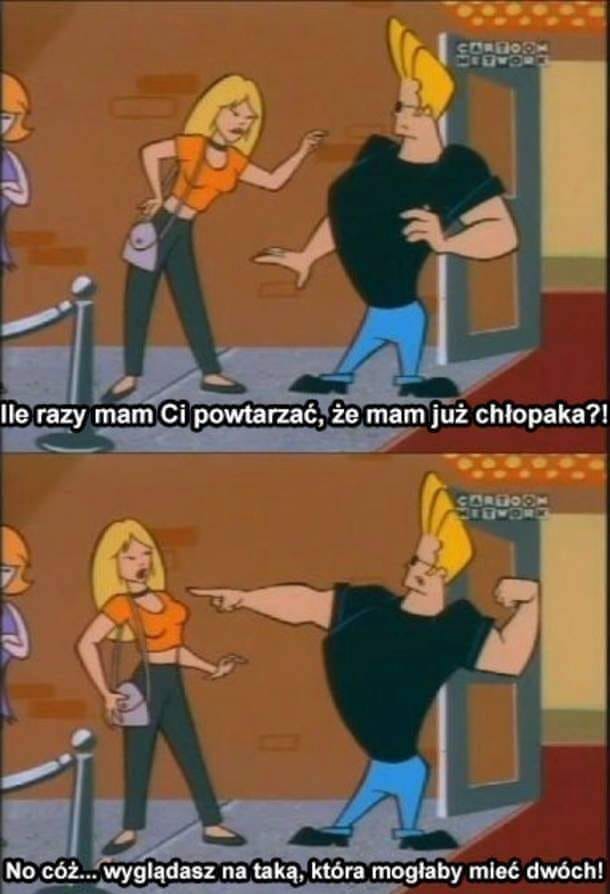 CARTOON
NETWORK
Ile razy mam Ci powtarzać, że mam już chłopaka?!
CARTOON
NETWORK
No cóż... wyglądasz na taką, która mogłaby mieć dwóch!